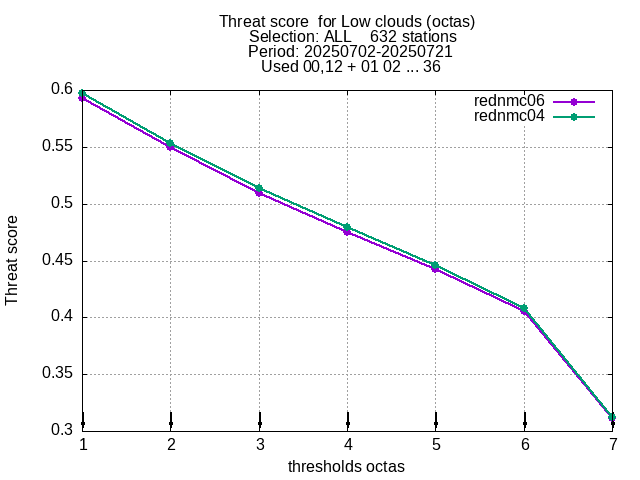 Threat score  for Low clouds (octas)
Selection: ALL    632 stations
Period: 20250702-20250721
Used 00,12 + 01 02 ... 36
rednmc06
rednmc04
0.6
0.55
0.5
0.45
0.4
0.35
0.3
Threat score
1 2 3 4 5 6 7
thresholds octas